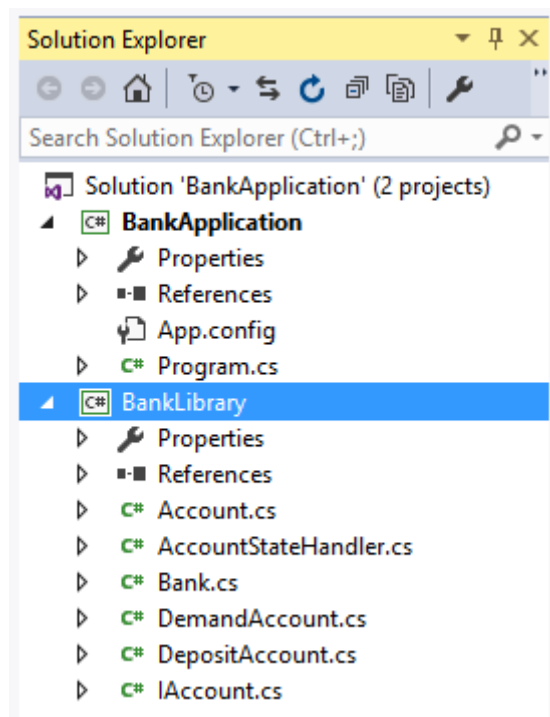 Solution Explorer
Search Solution Explorer (Ctrl+;)
Solution 'BankApplication' (2 projects)
C# BankApplication
Properties
References
App.config
C# Program.cs
C# BankLibrary
Properties
References
C# Account.cs
C# AccountStateHandler.cs
C# Bank.cs
C# DemandAccount.cs
C# DepositAccount.cs
C# IAccount.cs